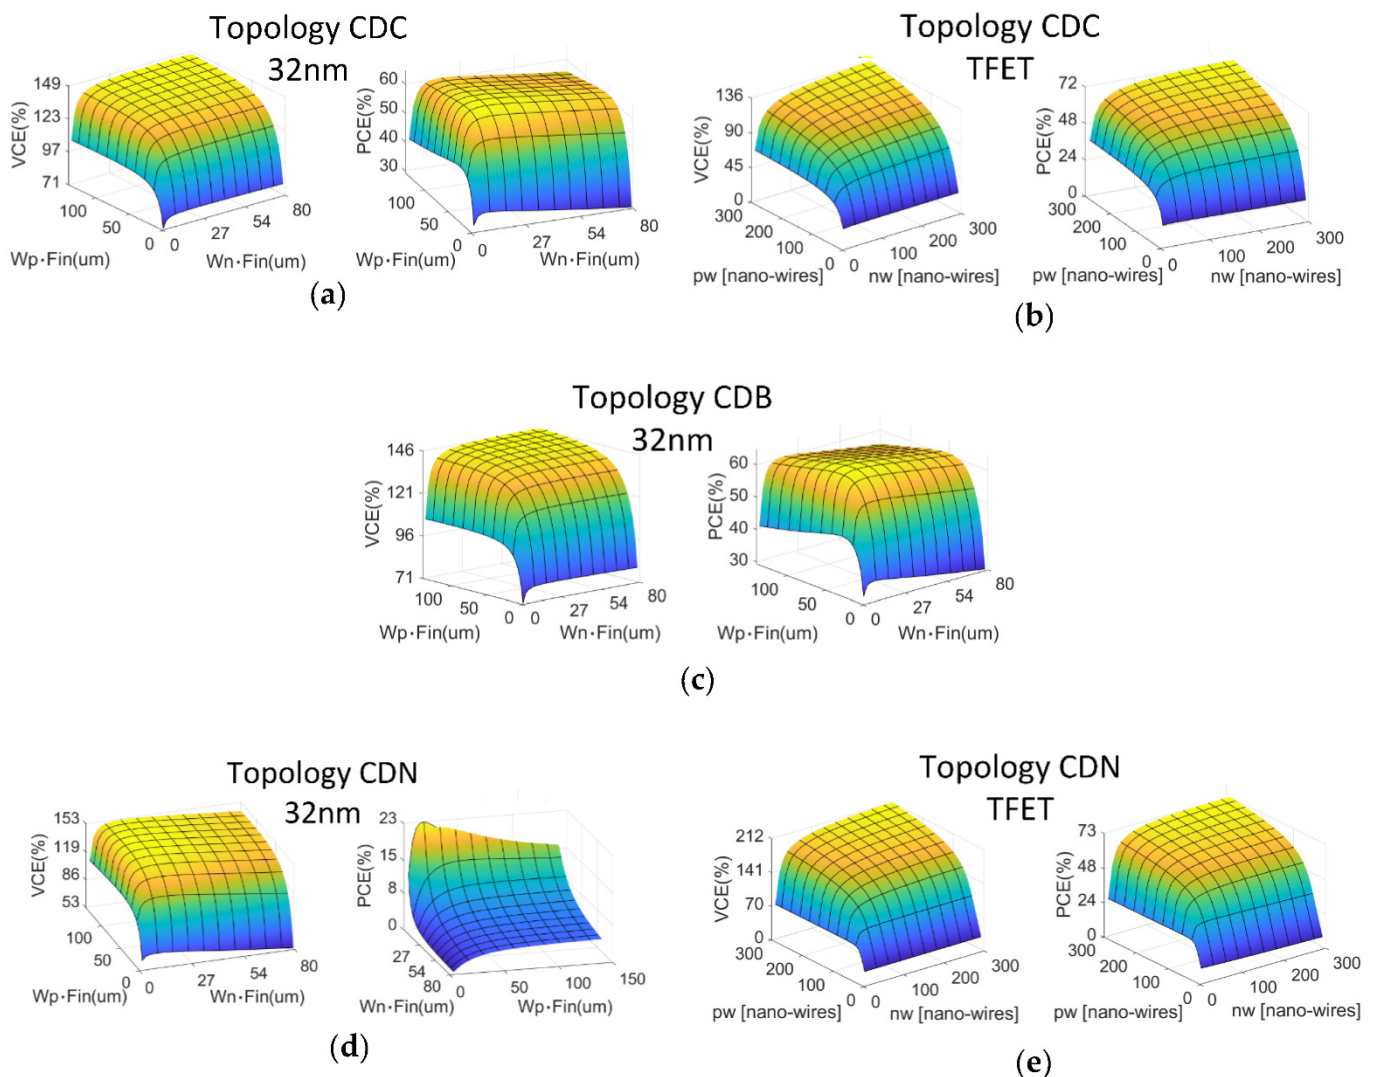 Topology CDC
32nm
VCE(%)
149
123
97
71
100
50
0
0
27
54
80
Wp·Fin(um)
Wn·Fin(um)
PCE(%)
60
50
40
30
100
50
0
0
27
54
80
Wp·Fin(um)
Wn·Fin(um)
(a)
Topology CDC
TFET
VCE(%)
136
90
45
0
300
200
100
0
0
100
200
300
pw [nano-wires]
nw [nano-wires]
PCE(%)
72
48
24
0
300
200
100
0
0
100
200
300
pw [nano-wires]
nw [nano-wires]
(b)
Topology CDB
32nm
VCE(%)
146
121
96
71
100
50
0
0
27
54
80
Wp·Fin(um)
Wn·Fin(um)
PCE(%)
60
50
40
30
100
50
0
0
27
54
80
Wp·Fin(um)
Wn·Fin(um)
(c)
Topology CDN
32nm
VCE(%)
153
119
86
53
100
50
0
0
27
54
80
Wp·Fin(um)
Wn·Fin(um)
PCE(%)
23
15
8
0
27
54
80
0
50
100
150
Wn·Fin(um)
Wp·Fin(um)
(d)
Topology CDN
TFET
VCE(%)
212
141
70
0
300
200
100
0
0
100
200
300
pw [nano-wires]
nw [nano-wires]
PCE(%)
73
48
24
0
300
200
100
0
0
100
200
300
pw [nano-wires]
nw [nano-wires]
(e)